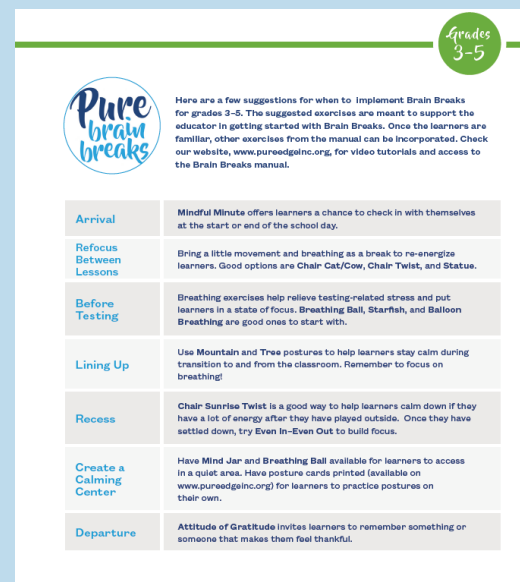 Grades
3-5
Pure
brain
breaks
Here are a few suggestions for when to Implement Brain Breaks
for grades 3–5. The suggested exercises are meant to support the
educator in getting started with Brain Breaks. Once the learners are
familiar, other exercises from the manual can be incorporated. Check
our website, www.pureedgeinc.org, for video tutorials and access to
the Brain Breaks manual.
Arrival
Mindful Minute offers learners a chance to check in with themselves
at the start or end of the school day.
Refocus
Between
Lessons
Bring a little movement and breathing as a break to re-energize
learners. Good options are Chair Cat/Cow, Chair Twist, and Statue.
Before
Testing
Breathing exercises help relieve testing-related stress and put
learners in a state of focus. Breathing Ball, Starfish, and Balloon
Breathing are good ones to start with.
Lining Up
Use Mountain and Tree postures to help learners stay calm during
transition to and from the classroom. Remember to focus on
breathing!
Recess
Chair Sunrise Twist is a good way to help learners calm down if they
have a lot of energy after they have played outside. Once they have
settled down, try Even In–Even Out to build focus.
Create a
Calming
Center
Have Mind Jar and Breathing Ball available for learners to access
in a quiet area. Have posture cards printed (available on
www.pureedgeinc.org) for learners to practice postures on
their own.
Departure
Attitude of Gratitude invites learners to remember something or
someone that makes them feel thankful.